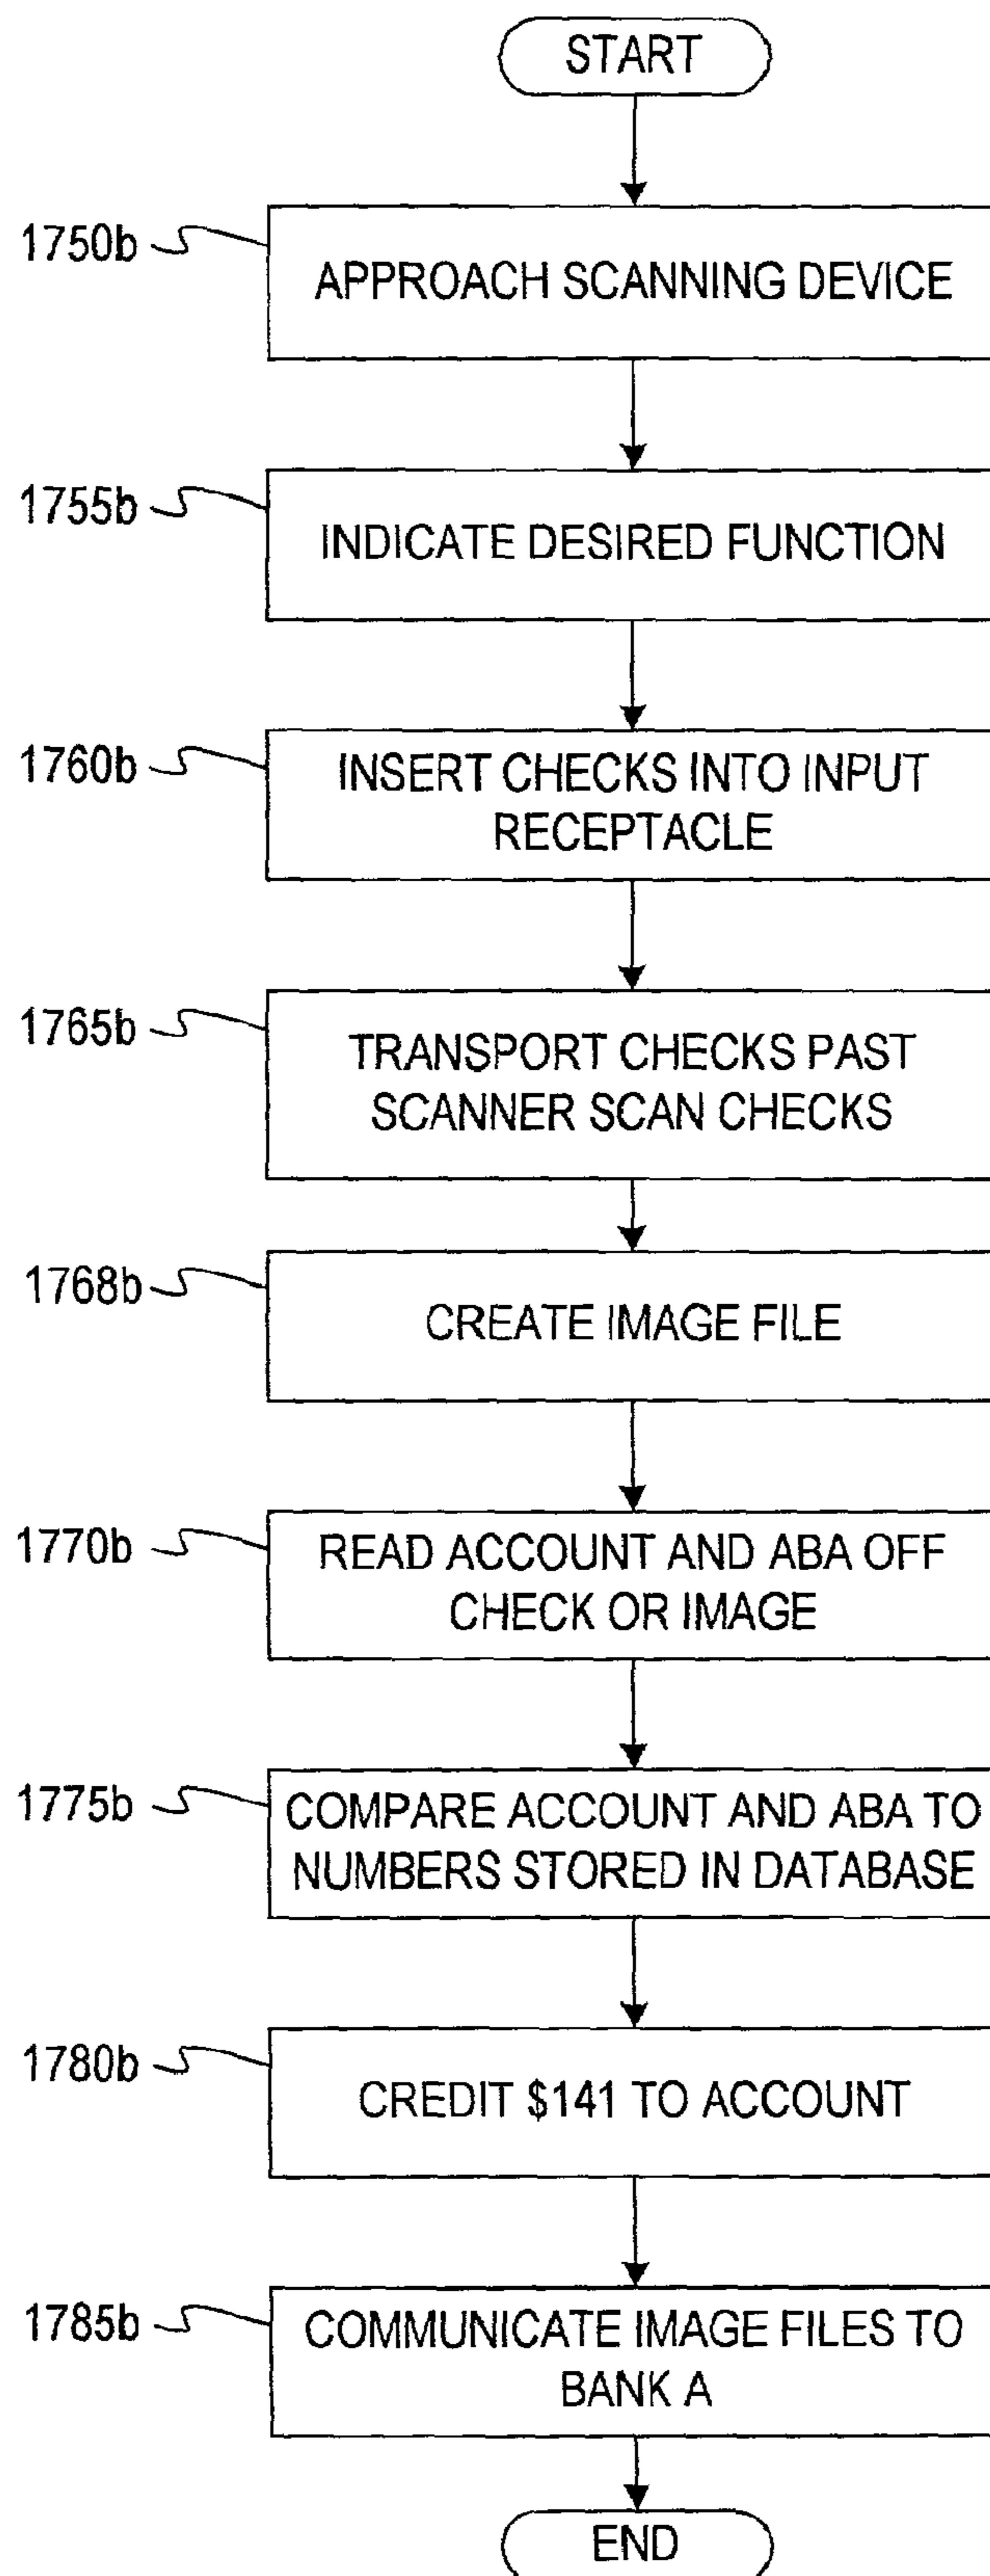 START
1750b
APPROACH SCANNING DEVICE
1755b
INDICATE DESIRED FUNCTION
1760b
INSERT CHECKS INTO INPUT
RECEPTACLE
1765b
TRANSPORT CHECKS PAST
SCANNER SCAN CHECKS
1768b
CREATE IMAGE FILE
1770b
READ ACCOUNT AND ABA OFF
CHECK OR IMAGE
1775b
COMPARE ACCOUNT AND ABA TO
NUMBERS STORED IN DATABASE
1780b
CREDIT $141 TO ACCOUNT
1785b
COMMUNICATE IMAGE FILES TO
BANK A
END